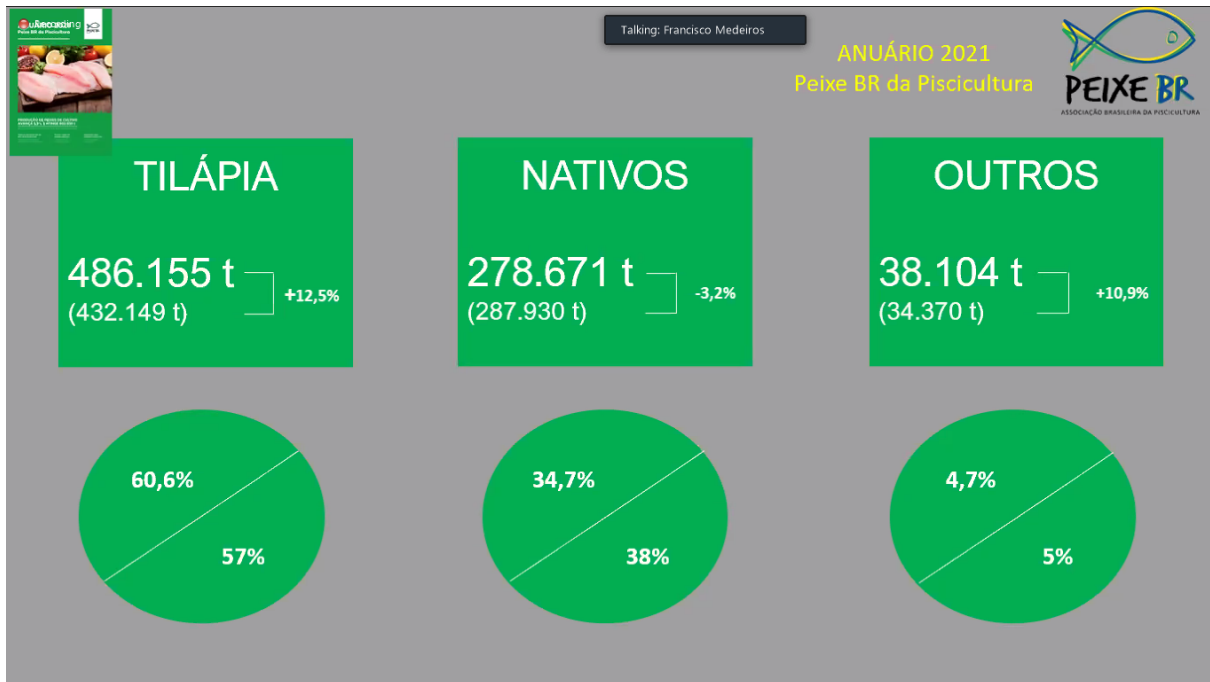 Peixe BR da Piscicultura
Talking: Francisco Medeiros
ANUÁRIO 2021
Peixe BR da Piscicultura
PEIXE BR
ASSOCIAÇÃO BRASILEIRA DA PISCICULTURA
TILÁPIA
486.155 t
(432.149 t)
+12,5%
NATIVOS
278.671 t
(287.930 t)
-3,2%
OUTROS
38.104 t
(34.370 t)
+10,9%
60,6%
57%
34,7%
38%
4,7%
5%